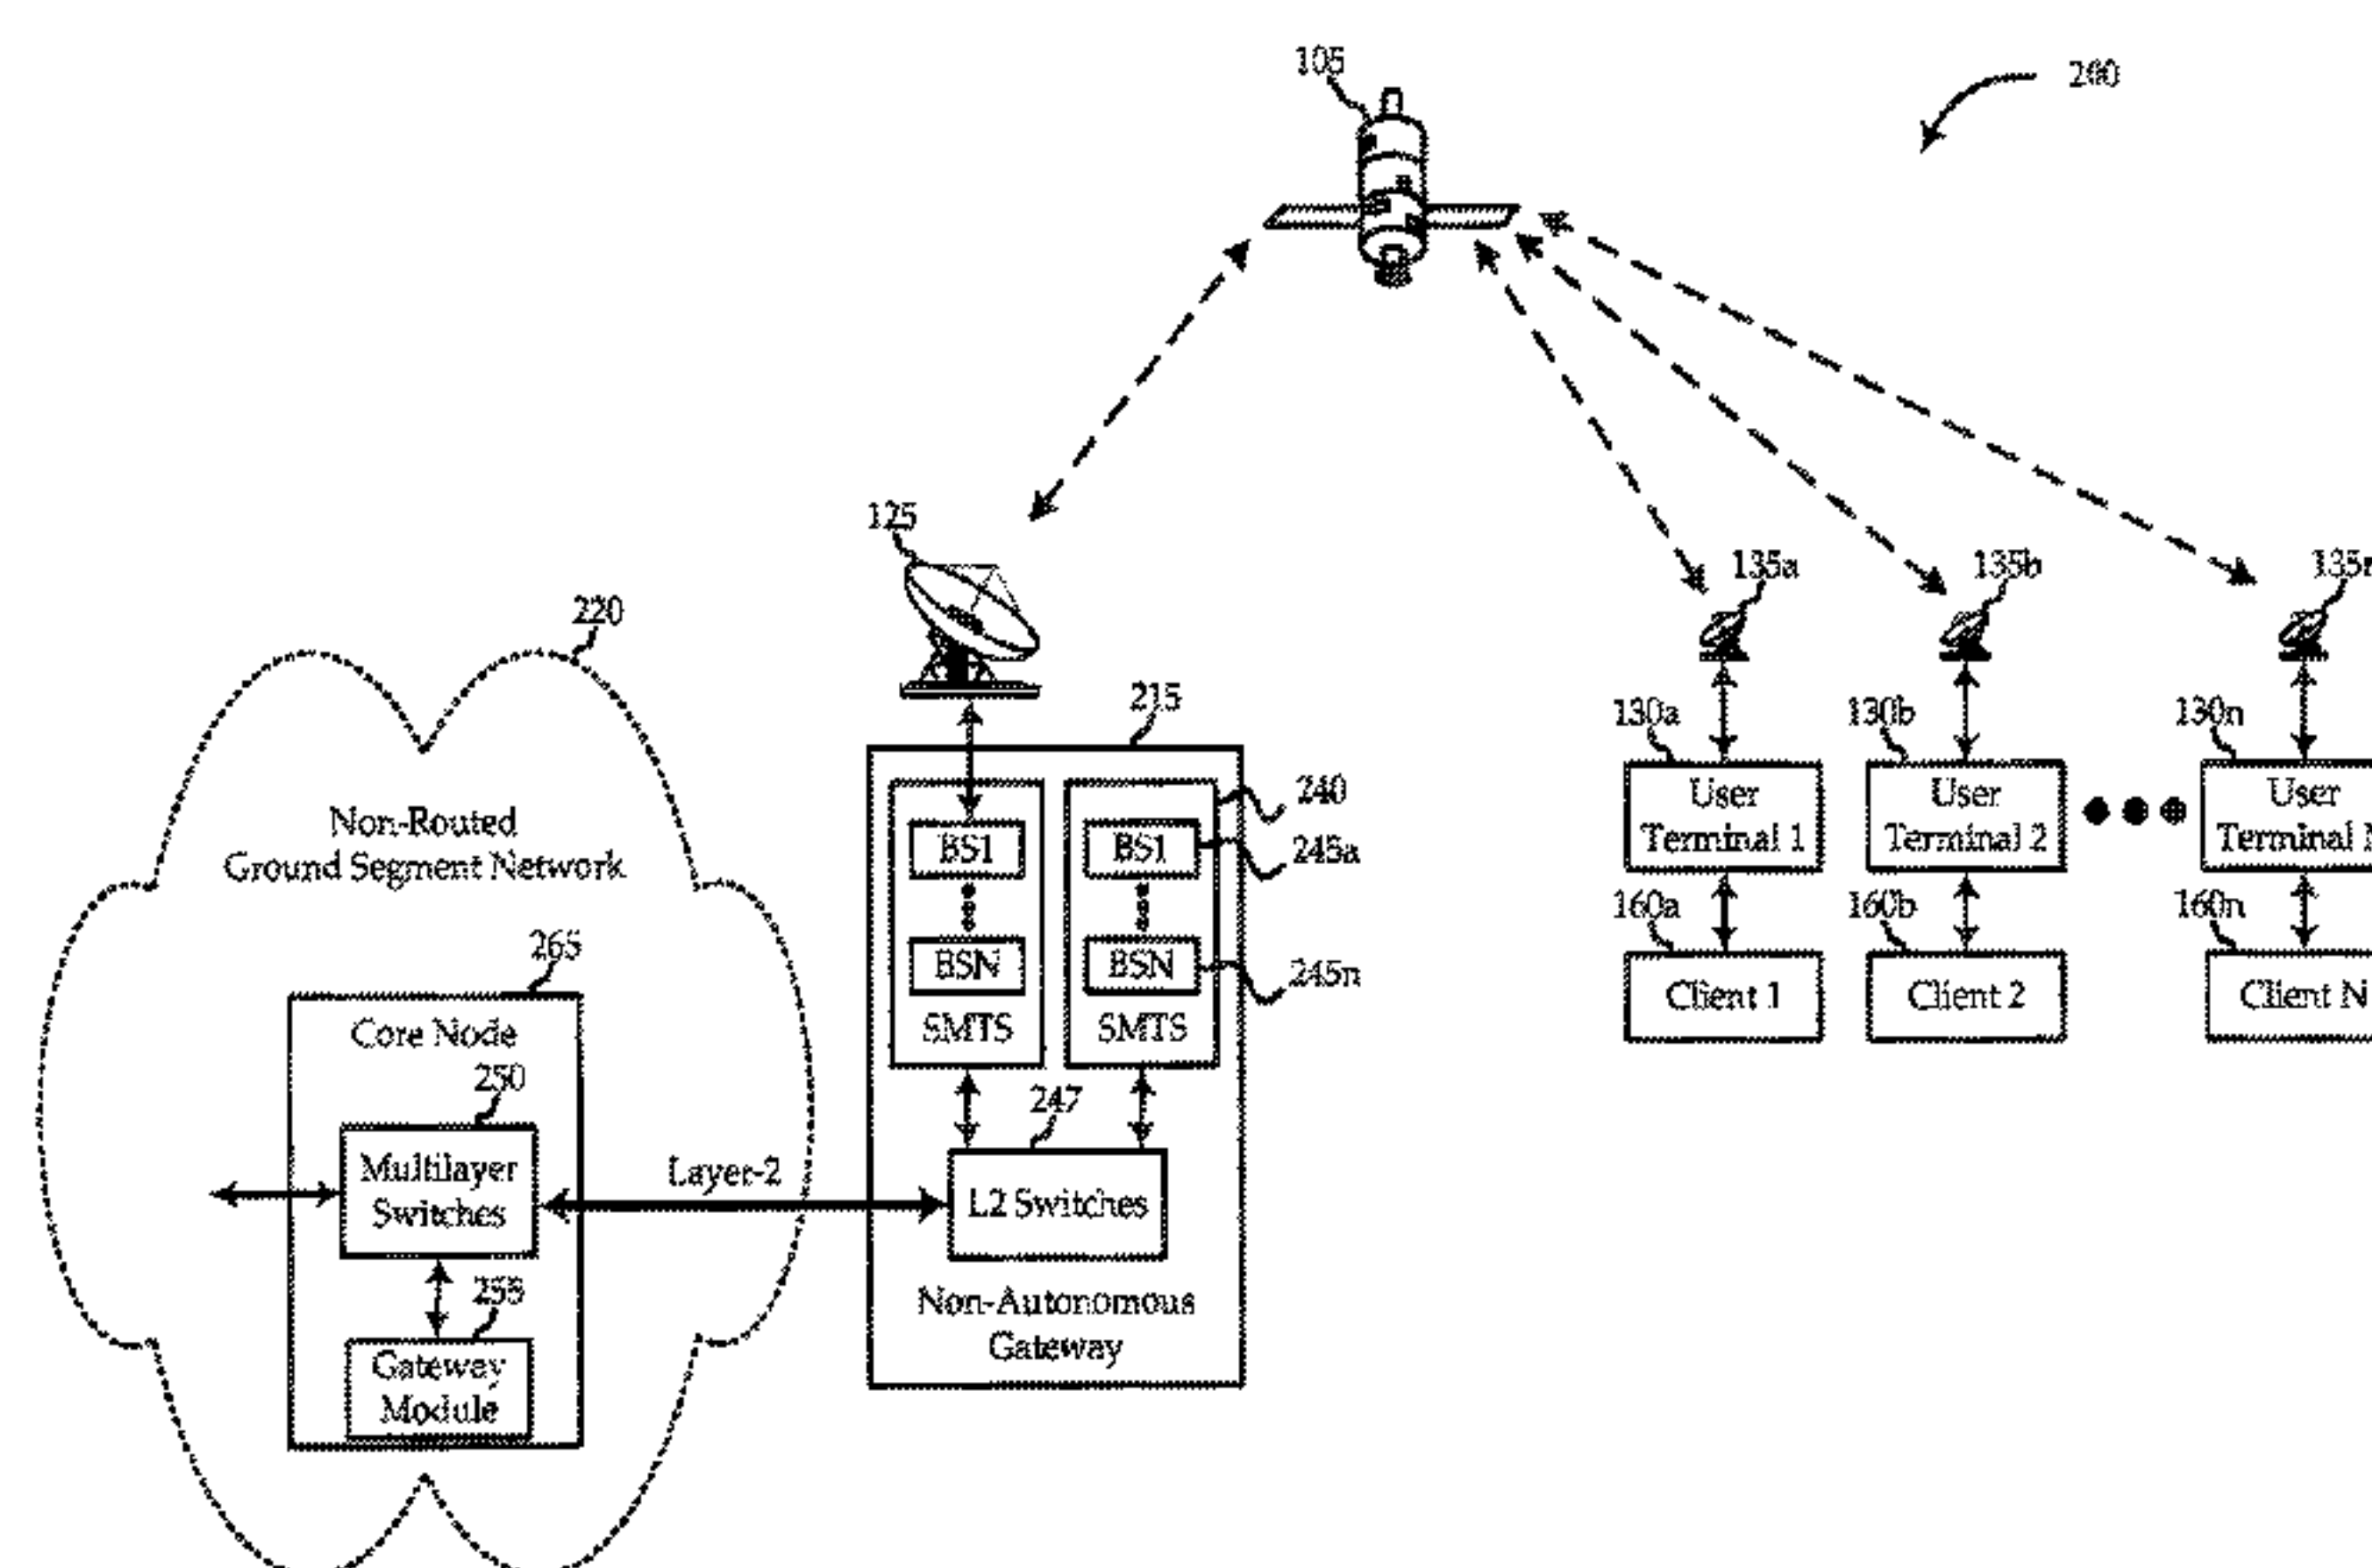 105
200
125
135a
135b
220
215
130a
130b
130n
240
User
Terminal 1
User
Terminal 2
User
Terminal
Non-Routed
Ground Segment Network
BS1
BS1
245a
160a
160b
160n
265
BSN
BSN
245n
Client 1
Client 2
Client N
Core Node
SMTS
SMTS
250
247
Multilayer
Switches
Layer-2
L2 Switches
255
Non-Autonomous
Gateway
Gateway
Module